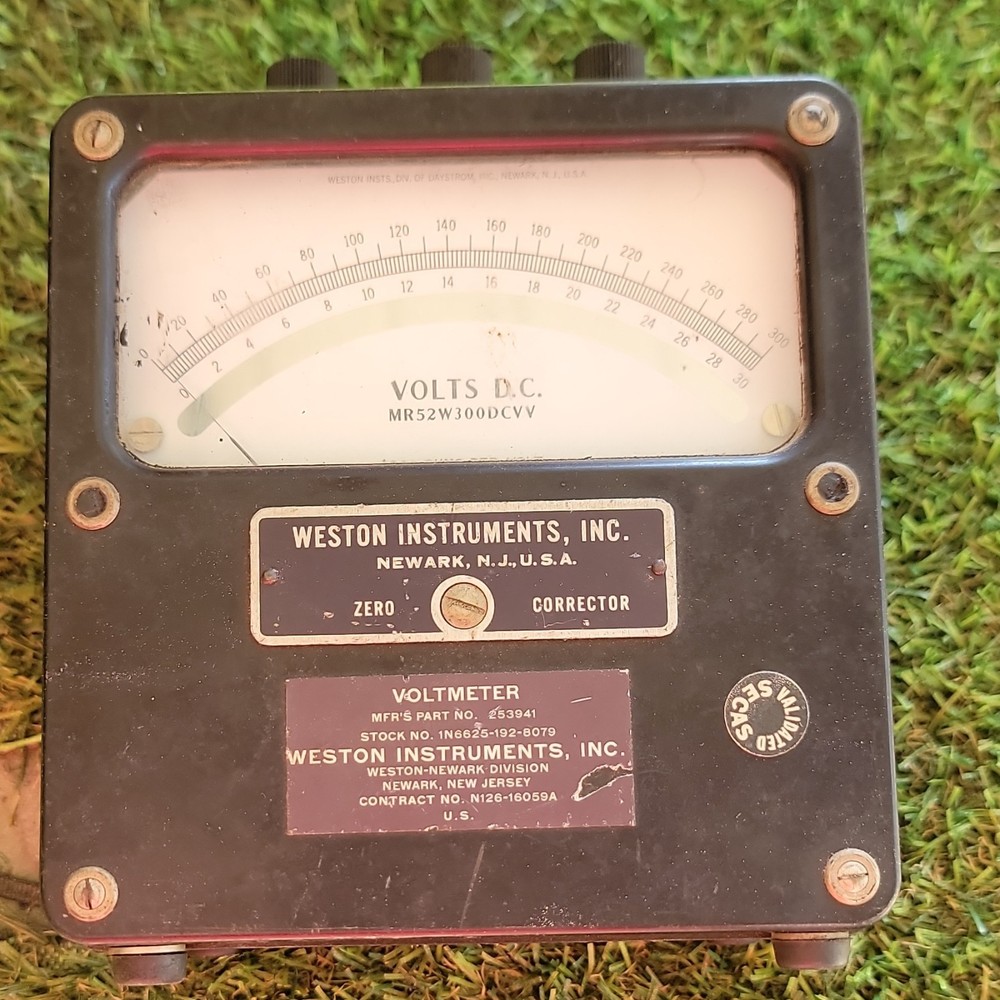 WESTON INSTS. DIV. OF DAYSTROM, INC., NEWARK, N. J., U.S.A.
0 20 40 60 80 100 120 140 160 180 200 220 240 260 280 300
0 2 4 6 8 10 12 14 16 18 20 22 24 26 28 30
VOLTS D.C.
MR52W300DCVV
WESTON INSTRUMENTS, INC.
NEWARK, N.J., U.S.A.
ZERO CORRECTOR
VOLTMETER
MFR'S PART NO. 253941
STOCK NO. 1N6625-192-8079
WESTON INSTRUMENTS, INC.
WESTON-NEWARK DIVISION
NEWARK, NEW JERSEY
CONTRACT NO. N126-16059A
U.S.
VALIDATED
SECAS